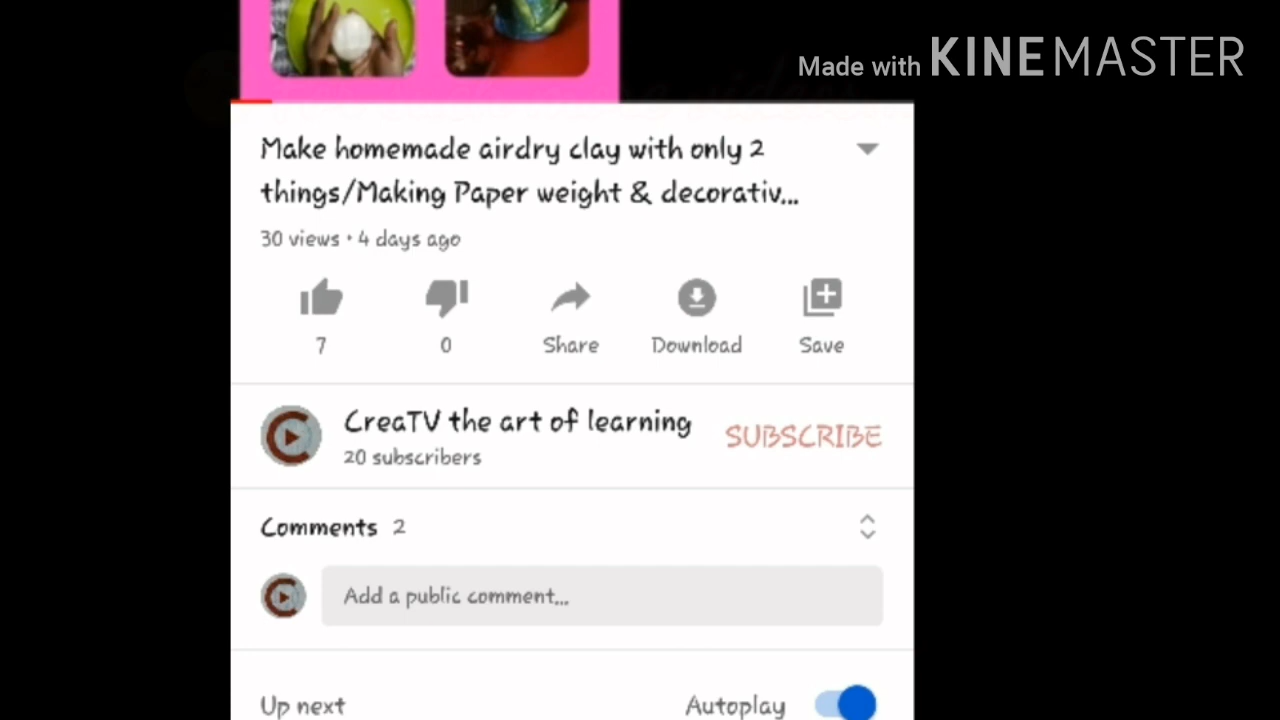 Made with KINEMASTER
Make homemade airdry clay with only 2
things/Making Paper weight & decorativ...
30 views • 4 days ago
7
0
Share
Download
Save
CreaTV the art of learning
20 subscribers
SUBSCRIBE
Comments 2
Add a public comment...
Up next
Autoplay